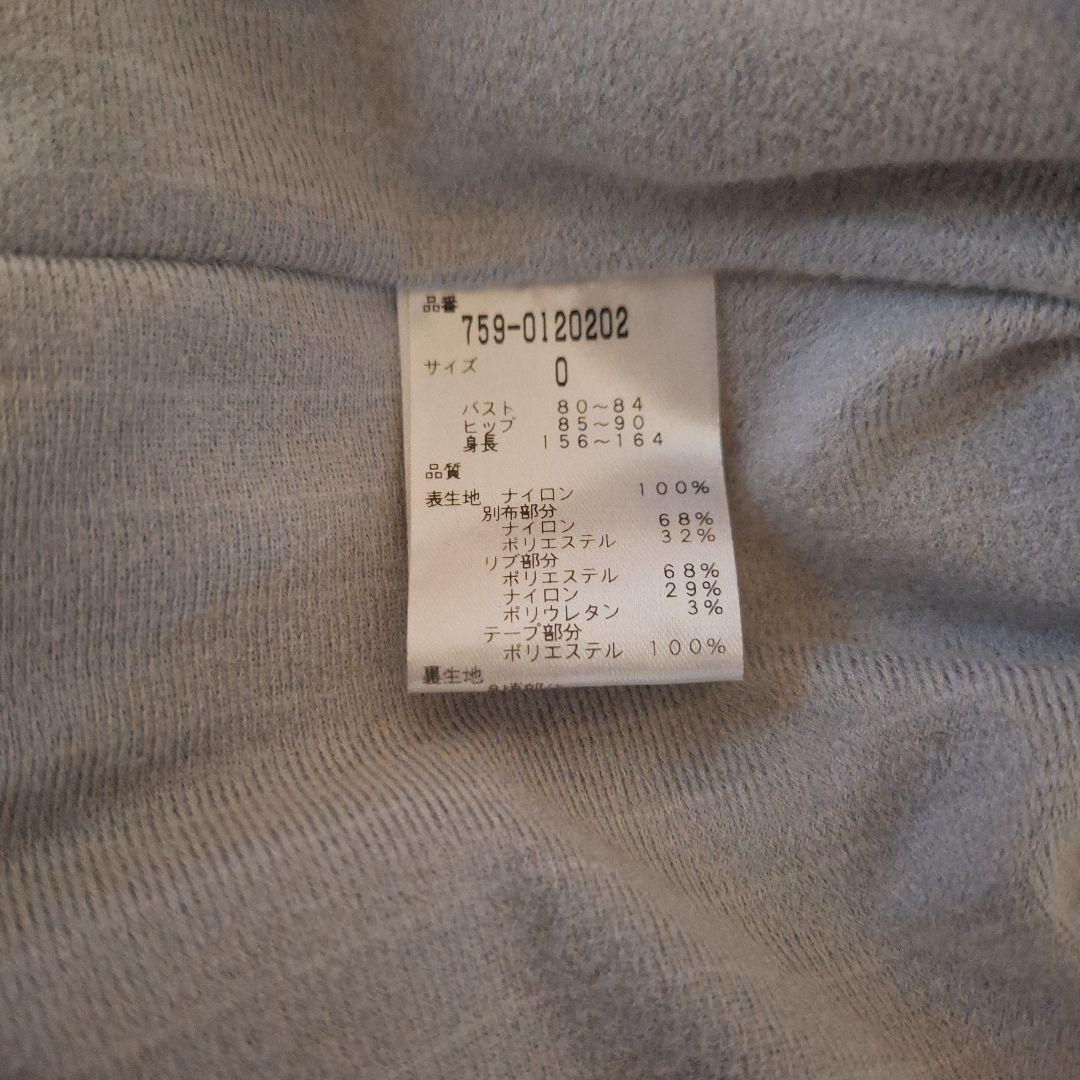 品番
759-0120202
サイズ 0
バスト 80～84
ヒップ 85～90
身長 156～164
品質
表生地 ナイロン 100%
別布部分
ナイロン 68%
ポリエステル 32%
リブ部分
ポリエステル 68%
ナイロン 29%
ポリウレタン 3%
テープ部分
ポリエステル 100%
裏生地